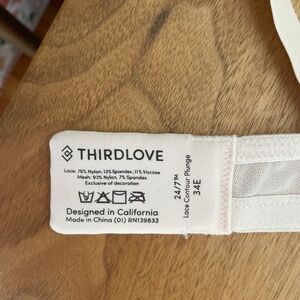 THIRDLOVE
Lace: 76% Nylon, 13% Spandex, 11% Viscose
Mesh: 93% Nylon, 7% Spandex
Exclusive of decoration
Designed in California
Made in China (01) RN139833
24/7™
Lace Contour Plunge
34E